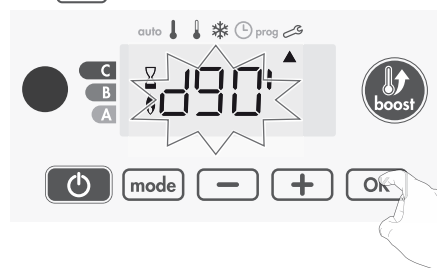 auto prog
C
B
A
d90'
boost
mode - + OK